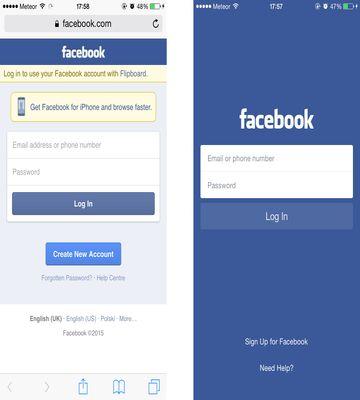 Meteor
17:58
48%
facebook.com
facebook
Log in to use your Facebook account with Flipboard.
Get Facebook for iPhone and browse faster.
Email address or phone number
Password
Log In
Create New Account
Forgotten Password? · Help Centre
English (UK) · English (US) · Polski · More…
Facebook ©2015
Meteor
17:57
47%
facebook
Email or phone number
Password
Log In
Sign Up for Facebook
Need Help?